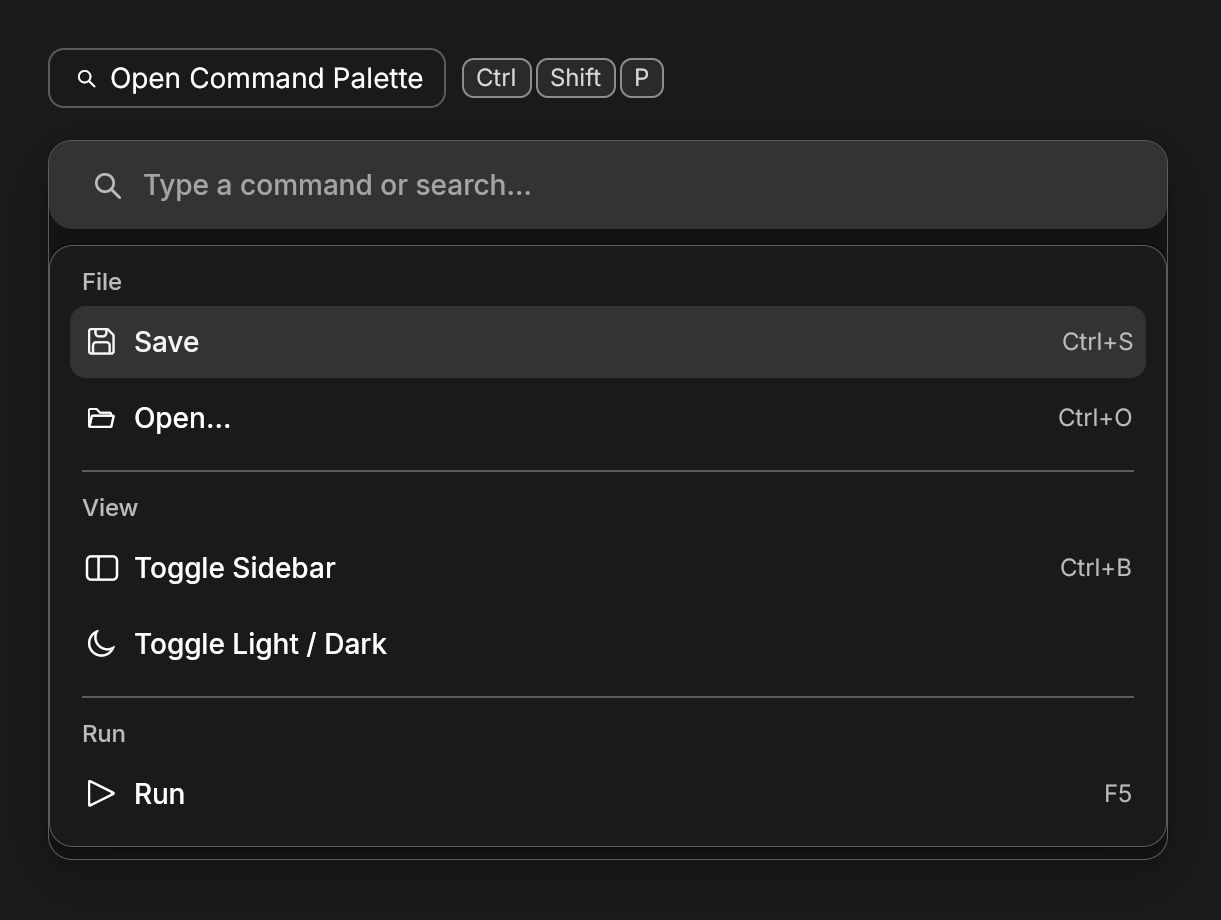 Open Command Palette Ctrl Shift P
Type a command or search...
File
Save Ctrl+S
Open... Ctrl+O
View
Toggle Sidebar Ctrl+B
Toggle Light / Dark
Run
Run F5